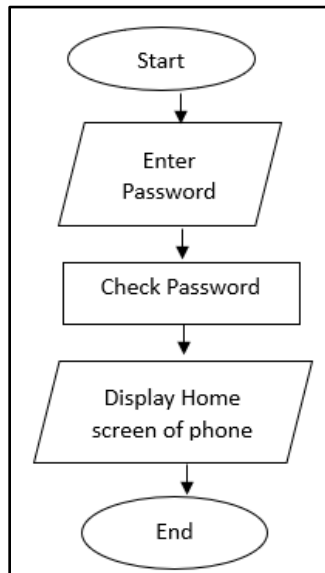 Start
Enter
Password
Check Password
Display Home
screen of phone
End